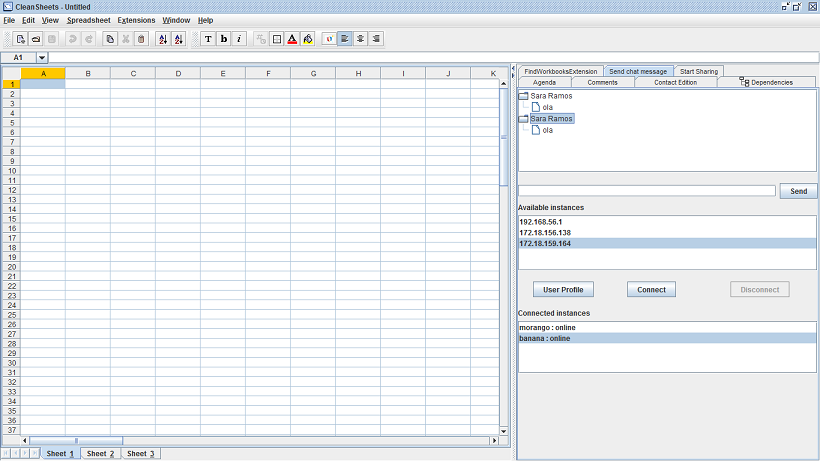 CleanSheets - Untitled
File Edit View Spreadsheet Extensions Window Help
A Z A Z T b i A
A1
A B C D E F G H I J K
1
2
3
4
5
6
7
8
9
10
11
12
13
14
15
16
17
18
19
20
21
22
23
24
25
26
27
28
29
30
31
32
33
34
35
36
37
Sheet 1 Sheet 2 Sheet 3
FindWorkbooksExtension Send chat message Start Sharing
Agenda Comments Contact Edition Dependencies
Sara Ramos
ola
Sara Ramos
ola
Send
Available instances
192.168.56.1
172.18.156.138
172.18.159.164
User Profile Connect Disconnect
Connected instances
morango : online
banana : online